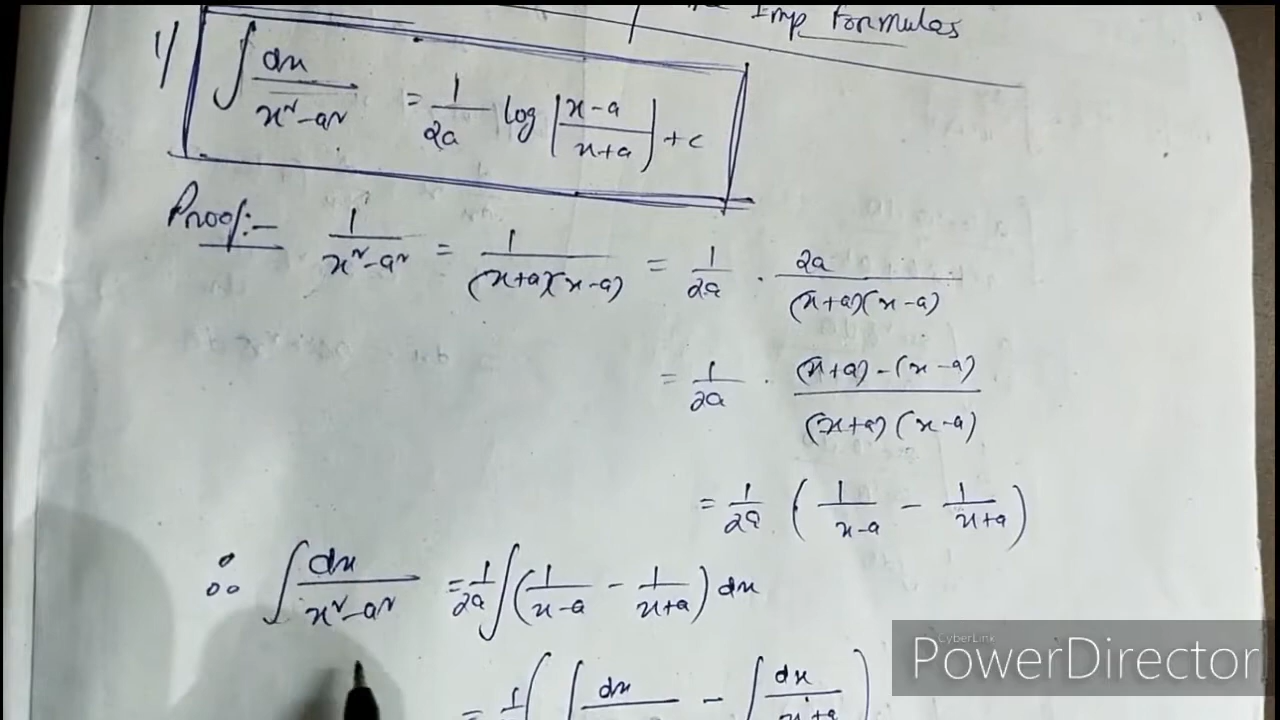 Imp Formulas
1) ∫ dx/(x²-a²) = 1/2a log |(x-a)/(x+a)| + c
Proof:- 1/(x²-a²) = 1/((x+a)(x-a)) = 1/2a . 2a/((x+a)(x-a))
= 1/2a . ((x+a)-(x-a))/((x+a)(x-a))
= 1/2a (1/(x-a) - 1/(x+a))
∴ ∫ dx/(x²-a²) = 1/2a ∫ (1/(x-a) - 1/(x+a)) dx
CyberLink
PowerDirector